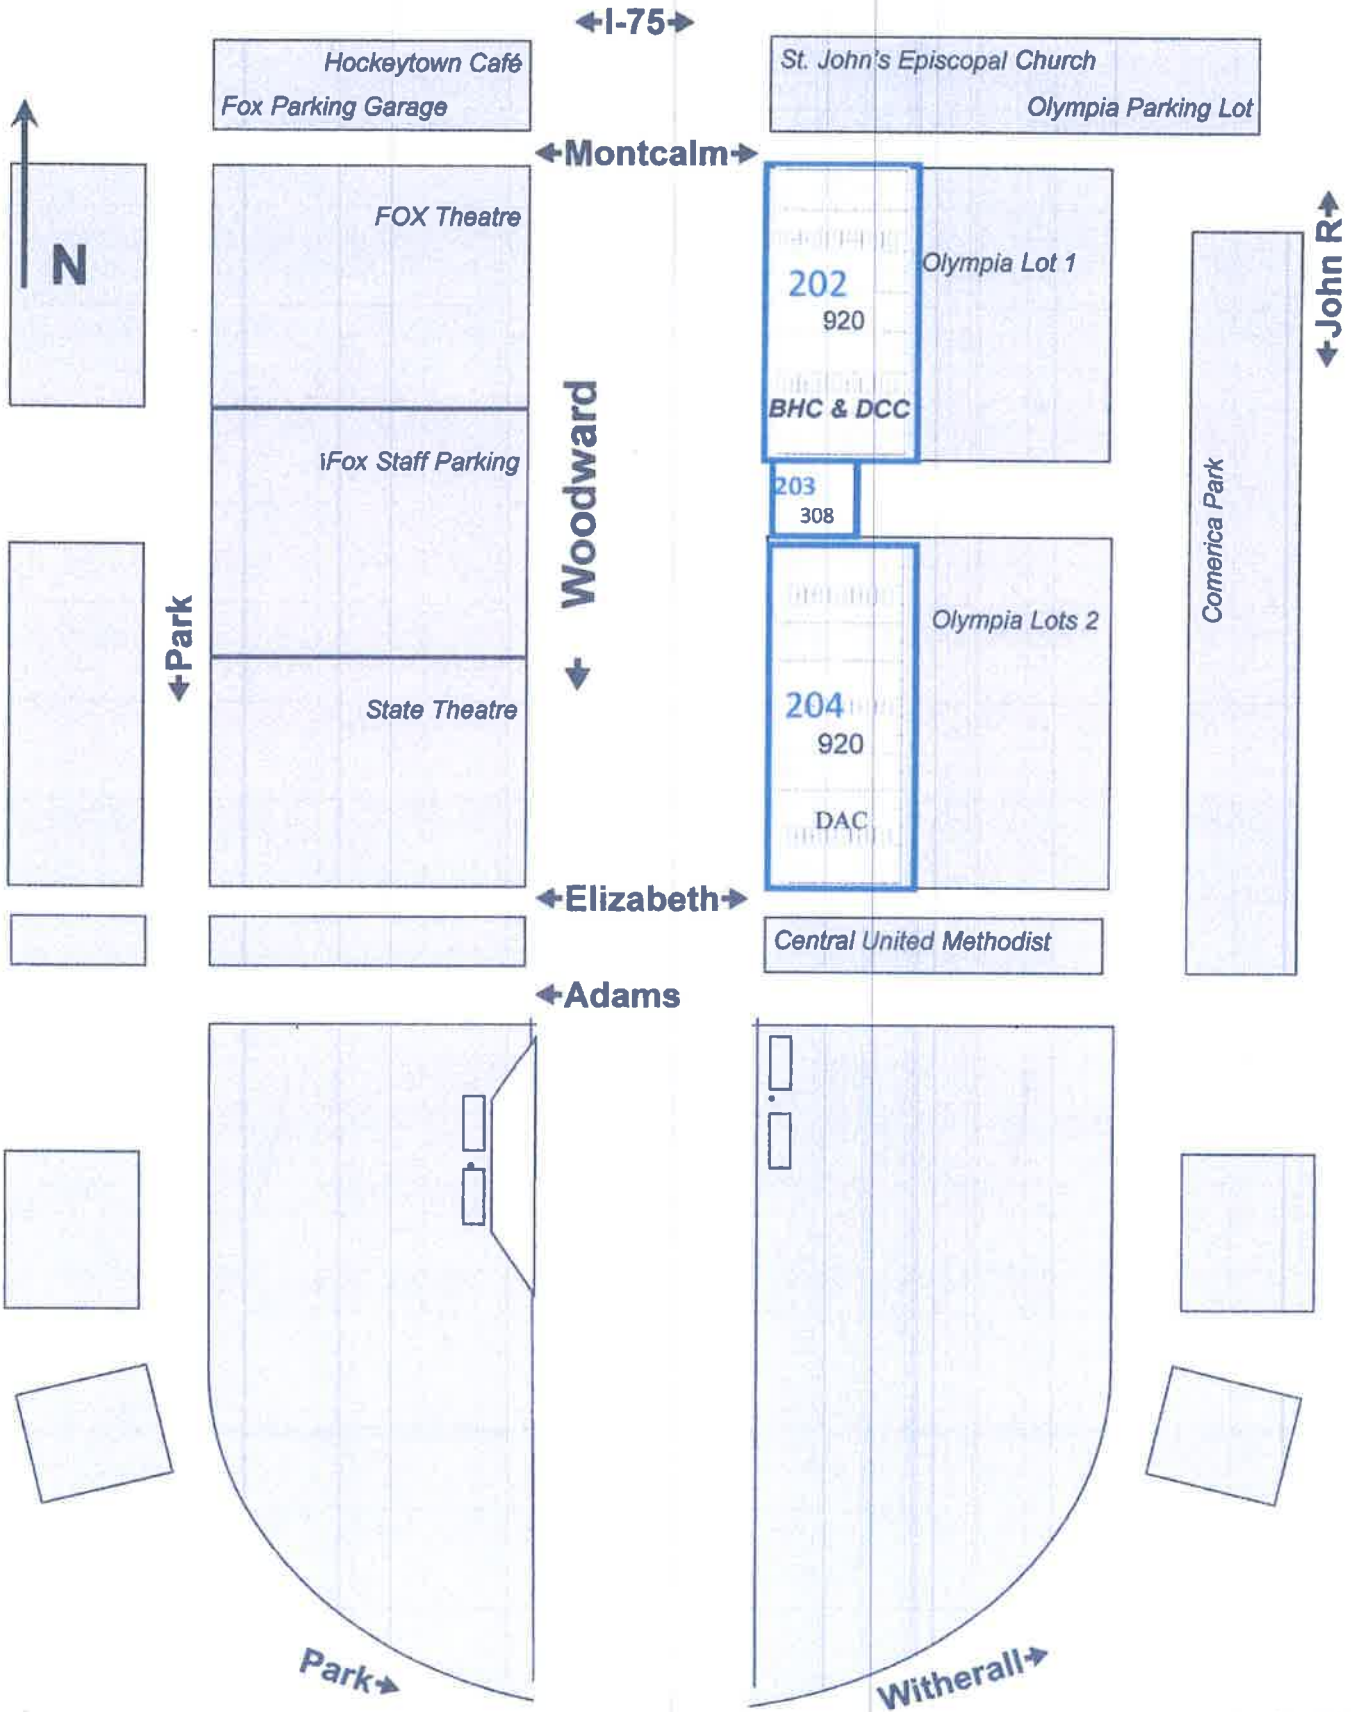 I-75
Hockeytown Café
Fox Parking Garage
St. John's Episcopal Church
Olympia Parking Lot
Montcalm
N
FOX Theatre
202
920
BHC & DCC
Olympia Lot 1
John R
Woodward
Fox Staff Parking
203
308
Comerica Park
Park
State Theatre
204
920
DAC
Olympia Lots 2
Elizabeth
Central United Methodist
Adams
Park
Witherall